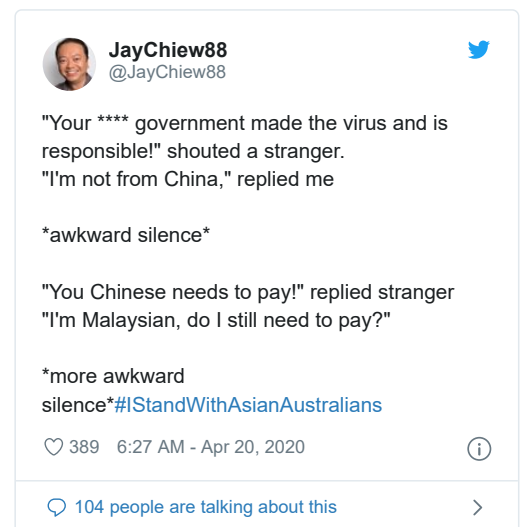 JayChiew88
@JayChiew88
"Your **** government made the virus and is
responsible!" shouted a stranger.
"I'm not from China," replied me
*awkward silence*
"You Chinese needs to pay!" replied stranger
"I'm Malaysian, do I still need to pay?"
*more awkward
silence*#IStandWithAsianAustralians
389 6:27 AM - Apr 20, 2020
104 people are talking about this